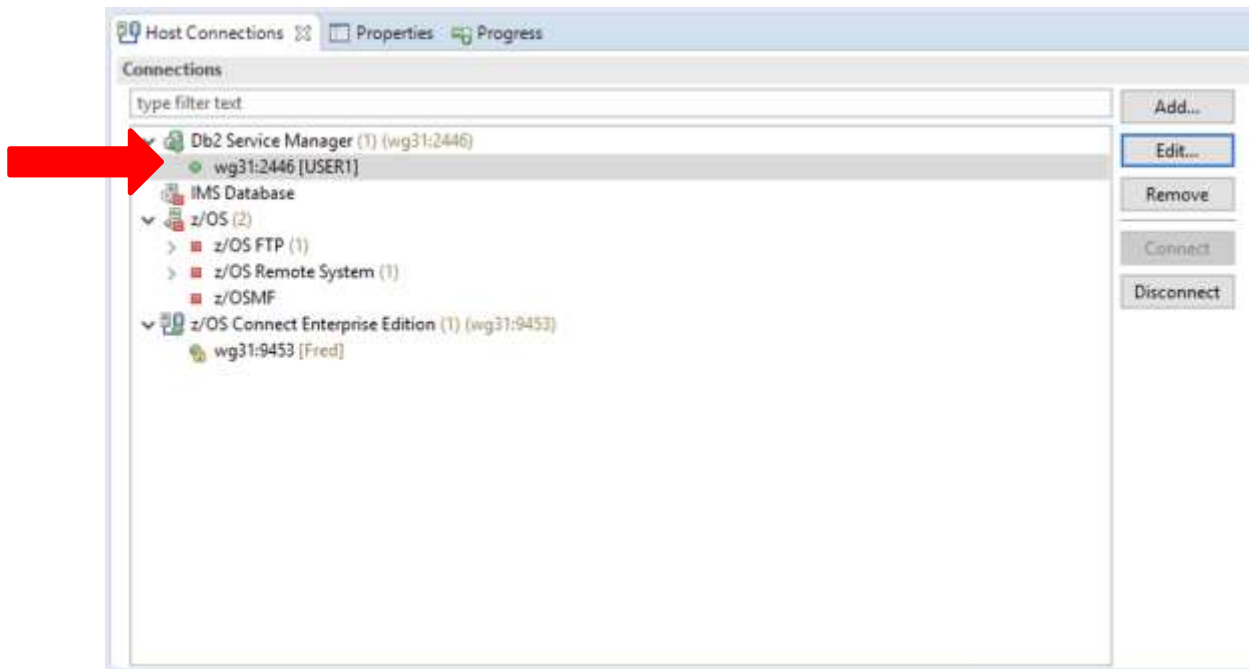 Host Connections Properties Progress
Connections
type filter text
Add...
Db2 Service Manager (1) (wg31:2446)
Edit...
wg31:2446 [USER1]
IMS Database
Remove
z/OS (2)
z/OS FTP (1)
Connect
z/OS Remote System (1)
z/OSMF
Disconnect
z/OS Connect Enterprise Edition (1) (wg31:9453)
wg31:9453 [Fred]